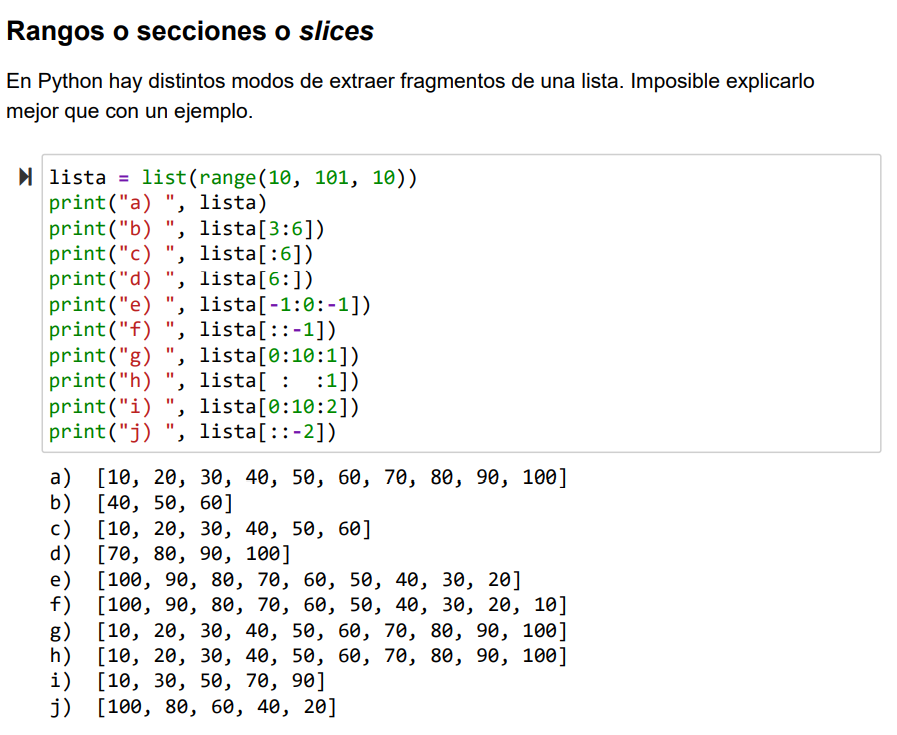 Rangos o secciones o slices
En Python hay distintos modos de extraer fragmentos de una lista. Imposible explicarlo
mejor que con un ejemplo.
lista = list(range(10, 101, 10))
print("a) ", lista)
print("b) ", lista[3:6])
print("c) ", lista[:6])
print("d) ", lista[6:])
print("e) ", lista[-1:0:-1])
print("f) ", lista[::-1])
print("g) ", lista[0:10:1])
print("h) ", lista[ :  :1])
print("i) ", lista[0:10:2])
print("j) ", lista[::-2])
a)  [10, 20, 30, 40, 50, 60, 70, 80, 90, 100]
b)  [40, 50, 60]
c)  [10, 20, 30, 40, 50, 60]
d)  [70, 80, 90, 100]
e)  [100, 90, 80, 70, 60, 50, 40, 30, 20]
f)  [100, 90, 80, 70, 60, 50, 40, 30, 20, 10]
g)  [10, 20, 30, 40, 50, 60, 70, 80, 90, 100]
h)  [10, 20, 30, 40, 50, 60, 70, 80, 90, 100]
i)  [10, 30, 50, 70, 90]
j)  [100, 80, 60, 40, 20]